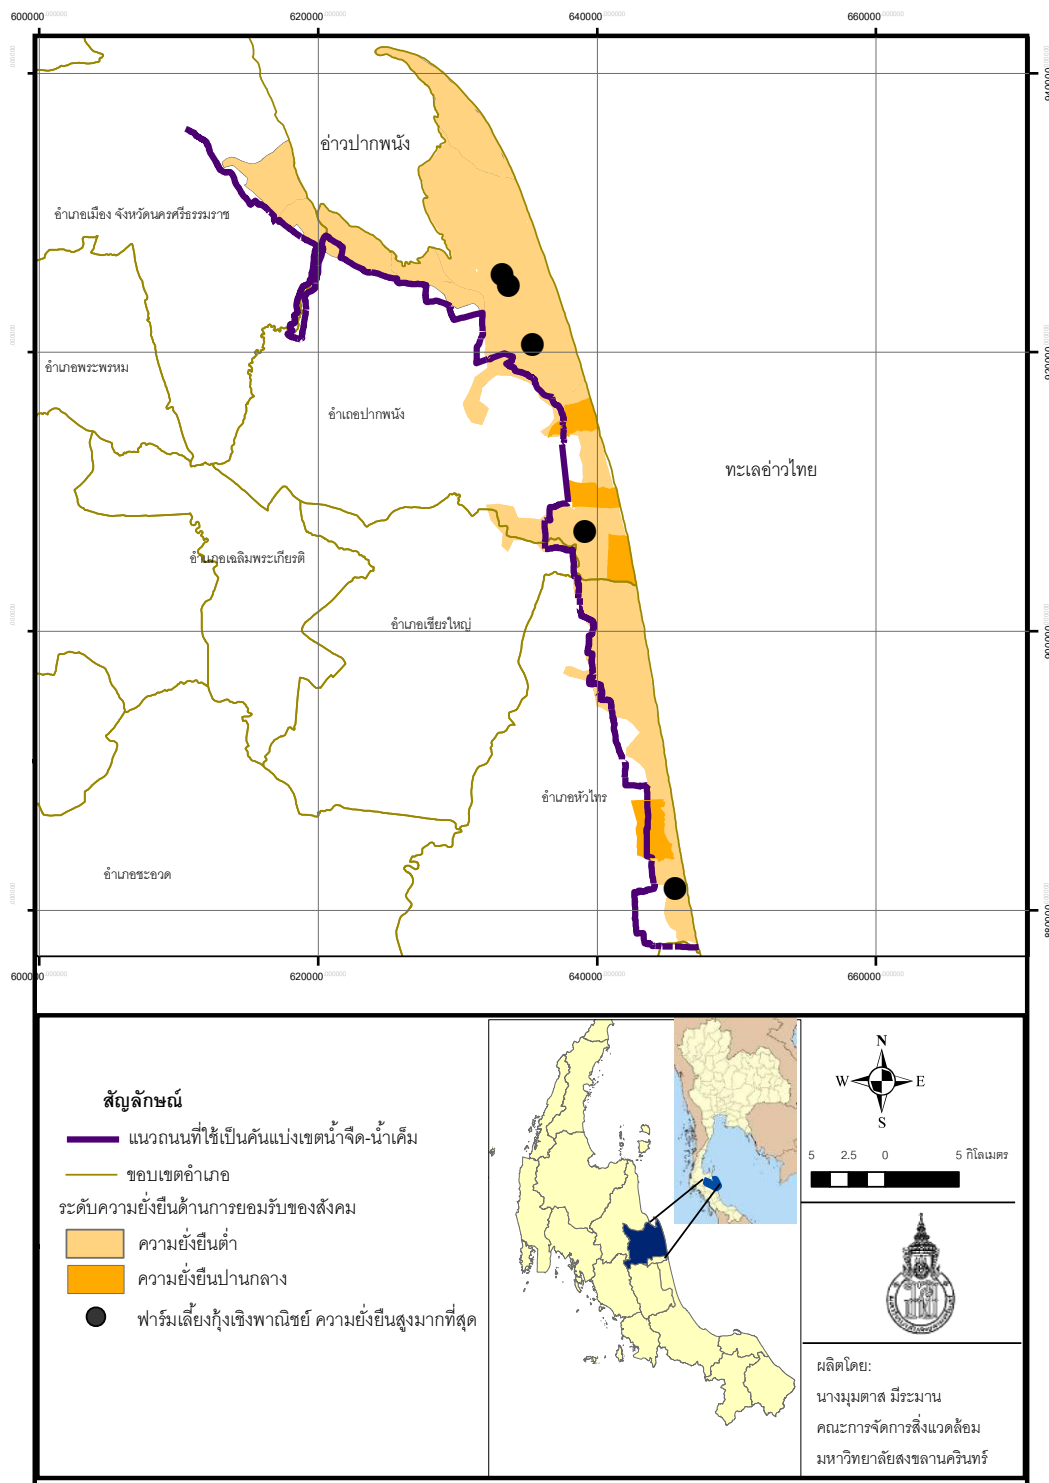 600000 620000 640000 660000
อ่าวปากพนัง
อำเภอเมือง จังหวัดนครศรีธรรมราช
อำเภอพระพรหม
อำเภอปากพนัง
ทะเลอ่าวไทย
อำเภอเฉลิมพระเกียรติ
อำเภอเชียรใหญ่
อำเภอหัวไทร
อำเภอชะอวด
940000
920000
900000
880000
600000 620000 640000 660000
สัญลักษณ์
แนวถนนที่ใช้เป็นคันแบ่งเขตน้ำจืด-น้ำเค็ม
ขอบเขตอำเภอ
ระดับความยั่งยืนด้านการยอมรับของสังคม
ความยั่งยืนต่ำ
ความยั่งยืนปานกลาง
ฟาร์มเลี้ยงกุ้งเชิงพาณิชย์ ความยั่งยืนสูงมากที่สุด
N
W E
S
5 2.5 0 5 กิโลเมตร
ผลิตโดย:
นางมุมตาส มีระมาน
คณะการจัดการสิ่งแวดล้อม
มหาวิทยาลัยสงขลานครินทร์